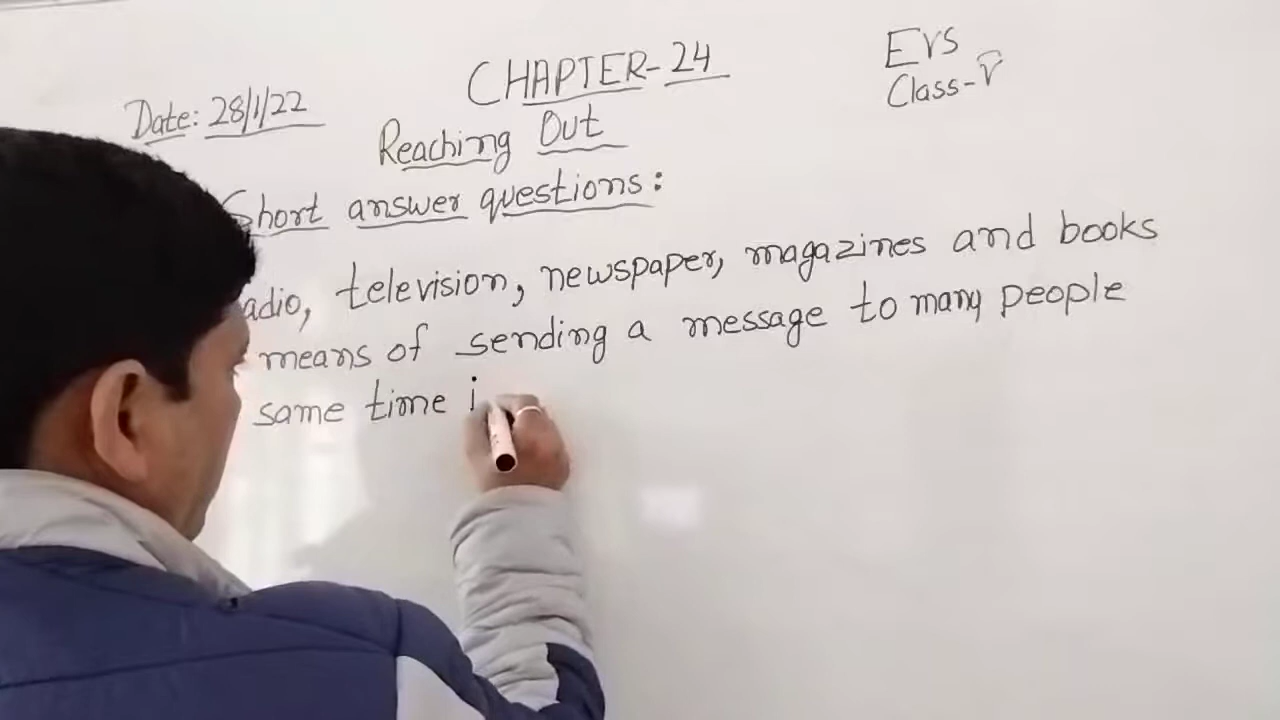 CHAPTER-24
EVS
Class-V
Date: 28/1/22
Reaching Out
Short answer questions:
adio, television, newspaper, magazines and books
means of sending a message to many people
same time i